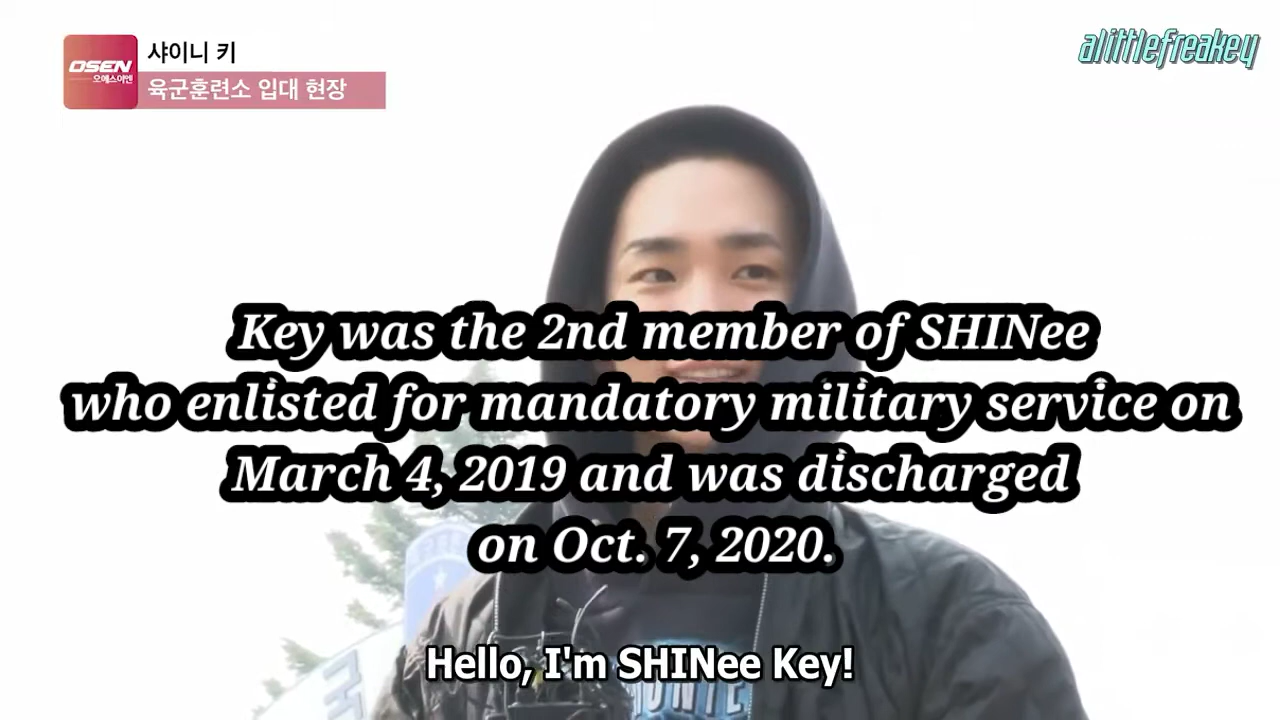 OSEN
오에스이엔
샤이니 키
육군훈련소 입대 현장
alittlefreakey
Key was the 2nd member of SHINee
who enlisted for mandatory military service on
March 4, 2019 and was discharged
on Oct. 7, 2020.
Hello, I'm SHINee Key!